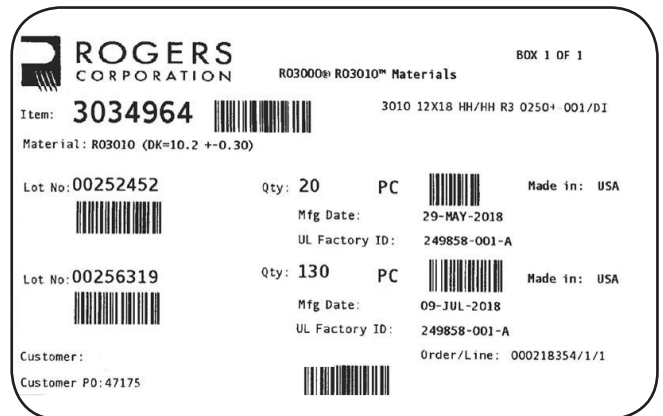 ROGERS
CORPORATION
BOX 1 OF 1
RO3000® RO3010™ Materials
Item: 3034964
3010 12X18 HH/HH R3 0250+-001/DI
Material: RO3010 (DK=10.2 +-0.30)
Lot No: 00252452 Qty: 20 PC Made in: USA
Mfg Date: 29-MAY-2018
UL Factory ID: 249858-001-A
Lot No: 00256319 Qty: 130 PC Made in: USA
Mfg Date: 09-JUL-2018
UL Factory ID: 249858-001-A
Customer: Order/Line: 000218354/1/1
Customer PO: 47175